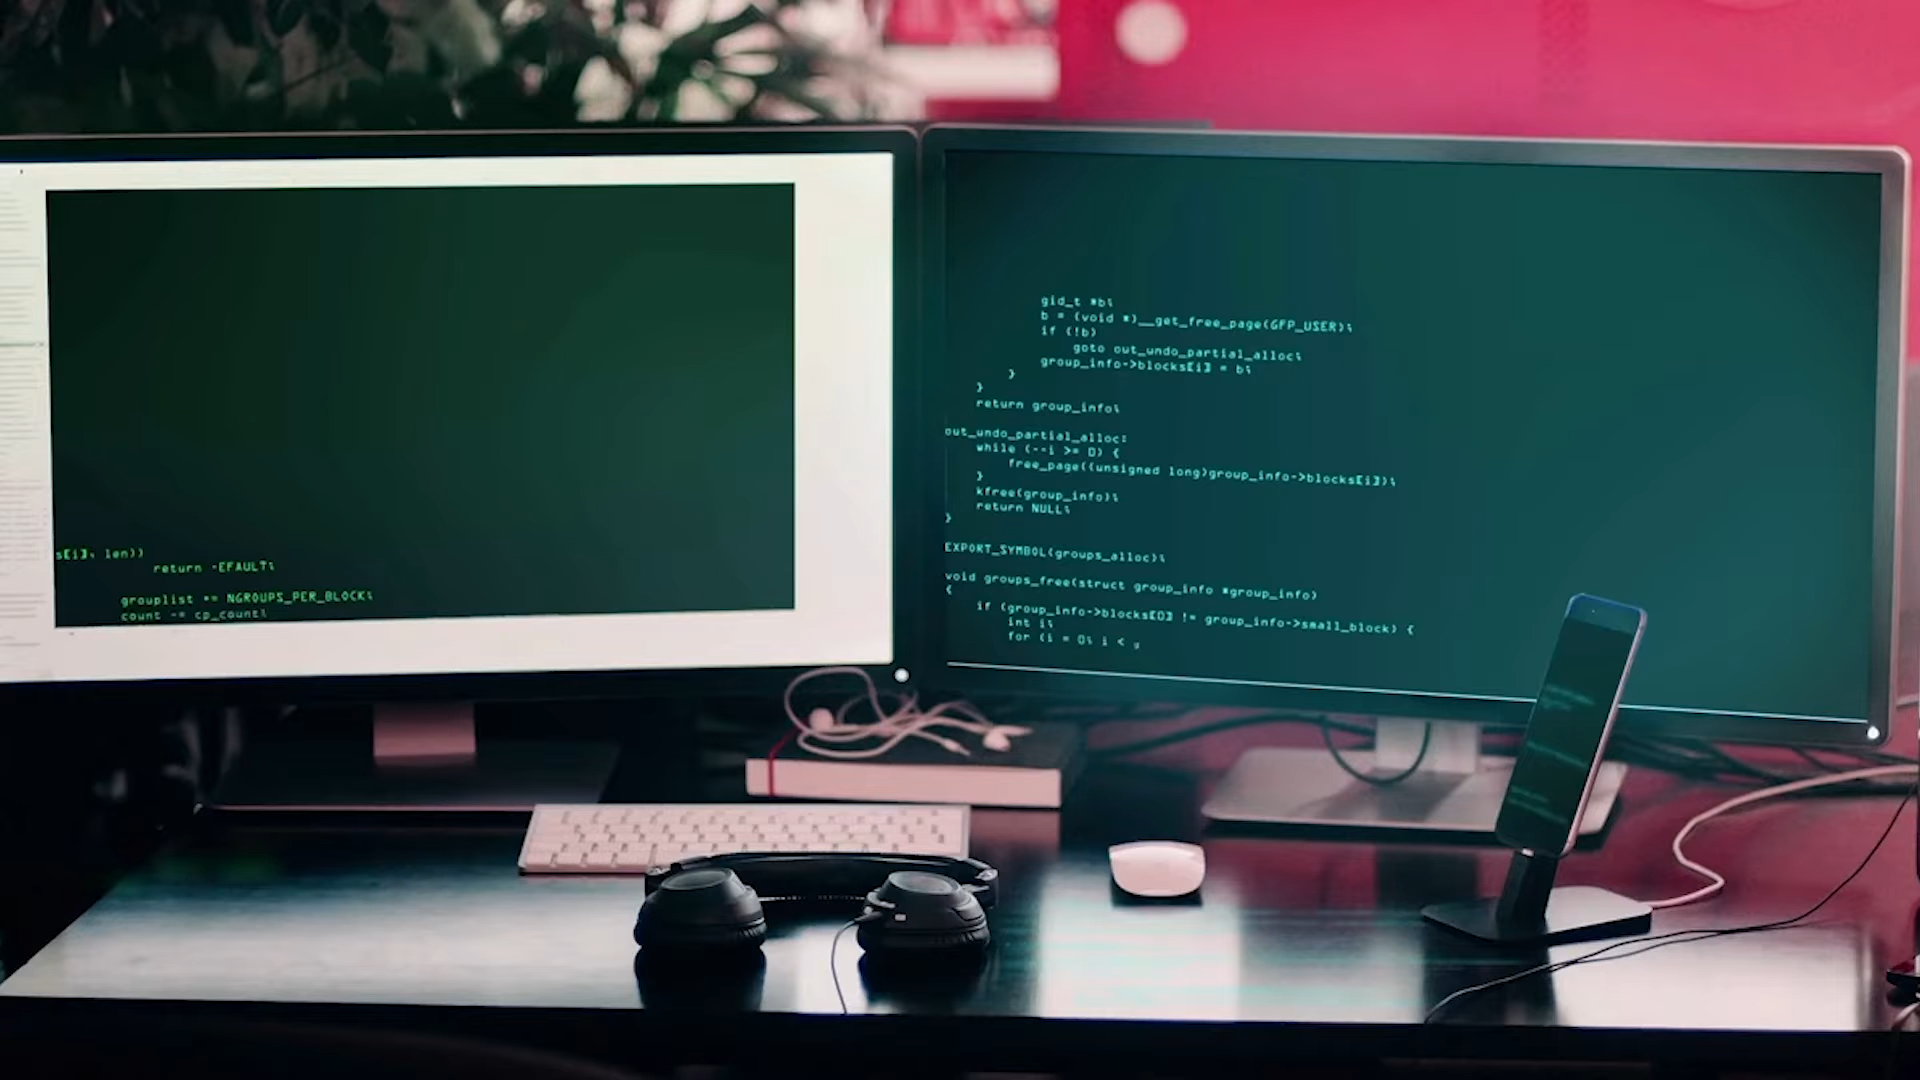 s[i], len))
return -EFAULT;
grouplist += NGROUPS_PER_BLOCK;
count -= cp_count;
gid_t *b;
b = (void *)__get_free_page(GFP_USER);
if (!b)
goto out_undo_partial_alloc;
group_info->blocks[i] = b;
}
}
return group_info;
out_undo_partial_alloc:
while (--i >= 0) {
free_page((unsigned long)group_info->blocks[i]);
}
kfree(group_info);
return NULL;
}
EXPORT_SYMBOL(groups_alloc);
void groups_free(struct group_info *group_info)
{
if (group_info->blocks[0] != group_info->small_block) {
int i;
for (i = 0; i < g